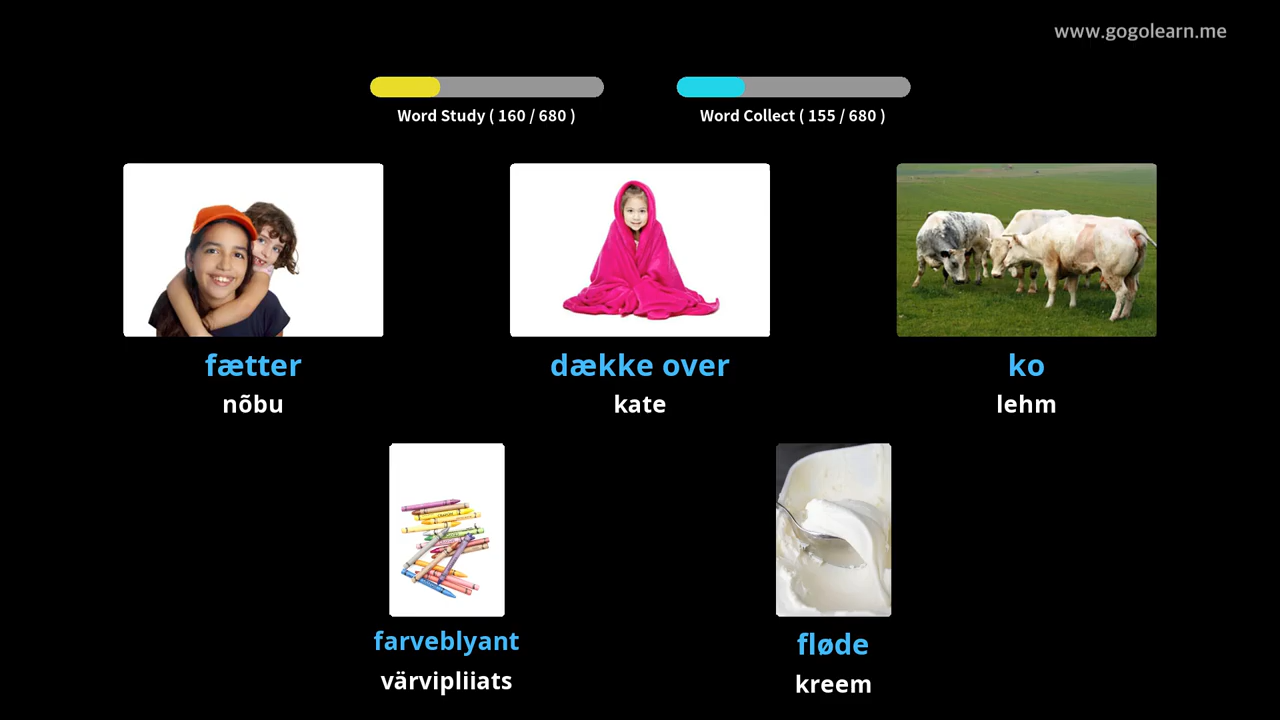 www.gogolearn.me
Word Study ( 160 / 680 )
Word Collect ( 155 / 680 )
fætter
nõbu
dække over
kate
ko
lehm
farveblyant
värvipliiats
fløde
kreem